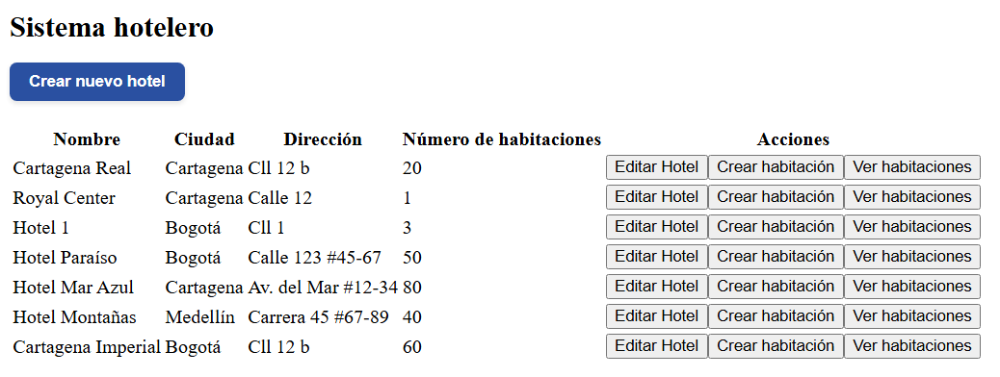 Sistema hotelero
Crear nuevo hotel
Nombre Ciudad Dirección Número de habitaciones Acciones
Cartagena Real Cartagena Cll 12 b 20 Editar Hotel Crear habitación Ver habitaciones
Royal Center Cartagena Calle 12 1 Editar Hotel Crear habitación Ver habitaciones
Hotel 1 Bogotá Cll 1 3 Editar Hotel Crear habitación Ver habitaciones
Hotel Paraíso Bogotá Calle 123 #45-67 50 Editar Hotel Crear habitación Ver habitaciones
Hotel Mar Azul Cartagena Av. del Mar #12-34 80 Editar Hotel Crear habitación Ver habitaciones
Hotel Montañas Medellín Carrera 45 #67-89 40 Editar Hotel Crear habitación Ver habitaciones
Cartagena Imperial Bogotá Cll 12 b 60 Editar Hotel Crear habitación Ver habitaciones